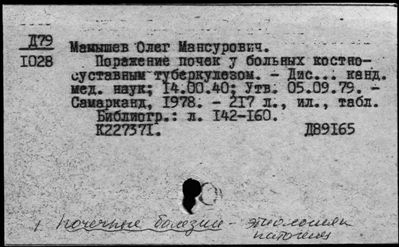 Д79
1028
Мамышев Олег Мансурович.
Поражение почек у больных костно-
суставным туберкулезом. - Дис... канд.
мед. наук; 14.00.40; Утв. 05.09.79. -
Самарканд, 1978. - 217 л., ил., табл.
Библиогр.: л. 142-160.
К227371. Д89165
1. почечные болезни - этиология
патогенез